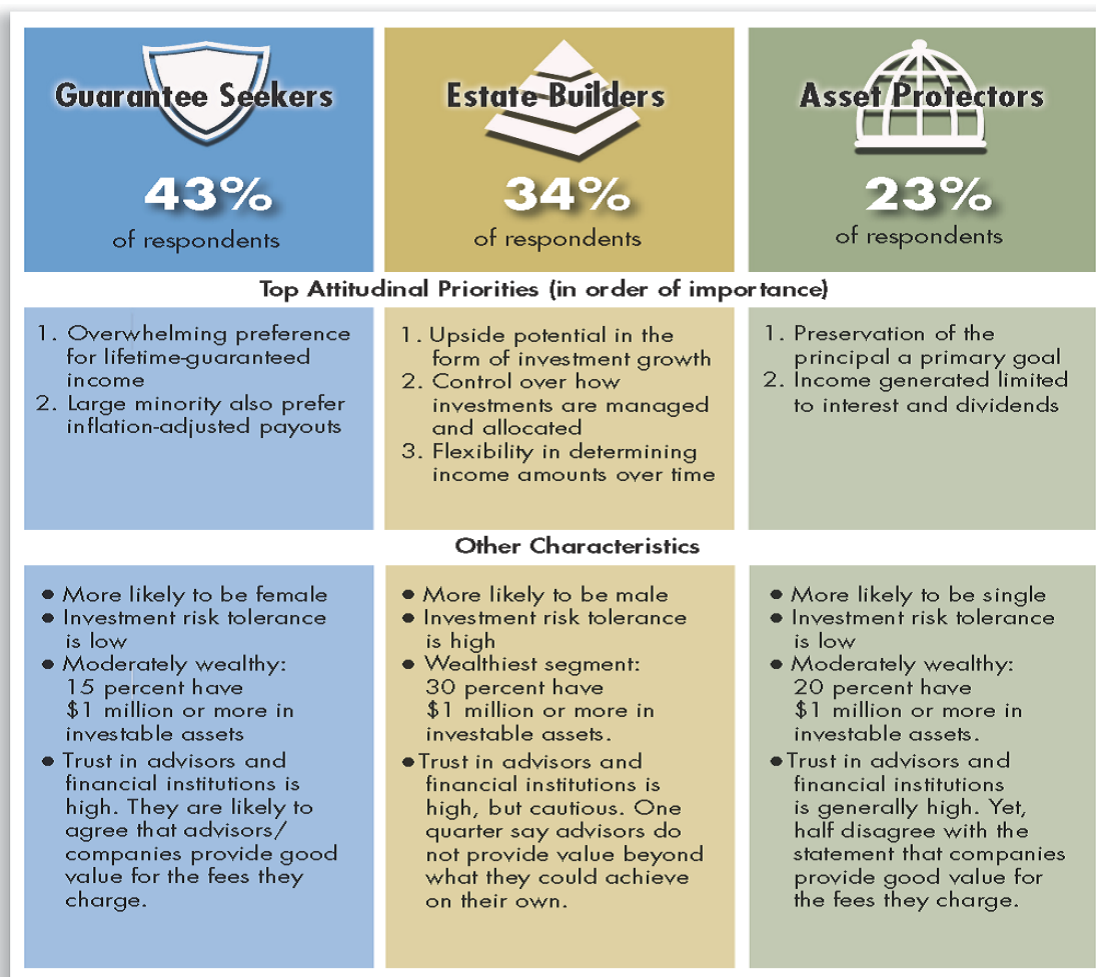 Guarantee Seekers
43%
of respondents
Estate Builders
34%
of respondents
Asset Protectors
23%
of respondents
Top Attitudinal Priorities (in order of importance)
1. Overwhelming preference
for lifetime-guaranteed
income
2. Large minority also prefer
inflation-adjusted payouts
1. Upside potential in the
form of investment growth
2. Control over how
investments are managed
and allocated
3. Flexibility in determining
income amounts over time
1. Preservation of the
principal a primary goal
2. Income generated limited
to interest and dividends
Other Characteristics
• More likely to be female
• Investment risk tolerance
is low
• Moderately wealthy:
15 percent have
$1 million or more in
investable assets
• Trust in advisors and
financial institutions is
high. They are likely to
agree that advisors/
companies provide good
value for the fees they
charge.
• More likely to be male
• Investment risk tolerance
is high
• Wealthiest segment:
30 percent have
$1 million or more in
investable assets.
• Trust in advisors and
financial institutions is
high, but cautious. One
quarter say advisors do
not provide value beyond
what they could achieve
on their own.
• More likely to be single
• Investment risk tolerance
is low
• Moderately wealthy:
20 percent have
$1 million or more in
investable assets.
• Trust in advisors and
financial institutions
is generally high. Yet,
half disagree with the
statement that companies
provide good value for
the fees they charge.